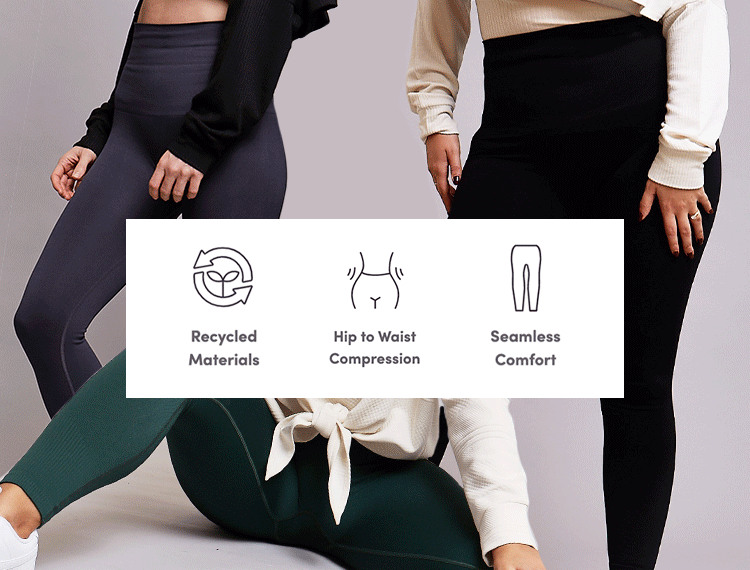 Recycled
Materials
Hip to Waist
Compression
Seamless
Comfort